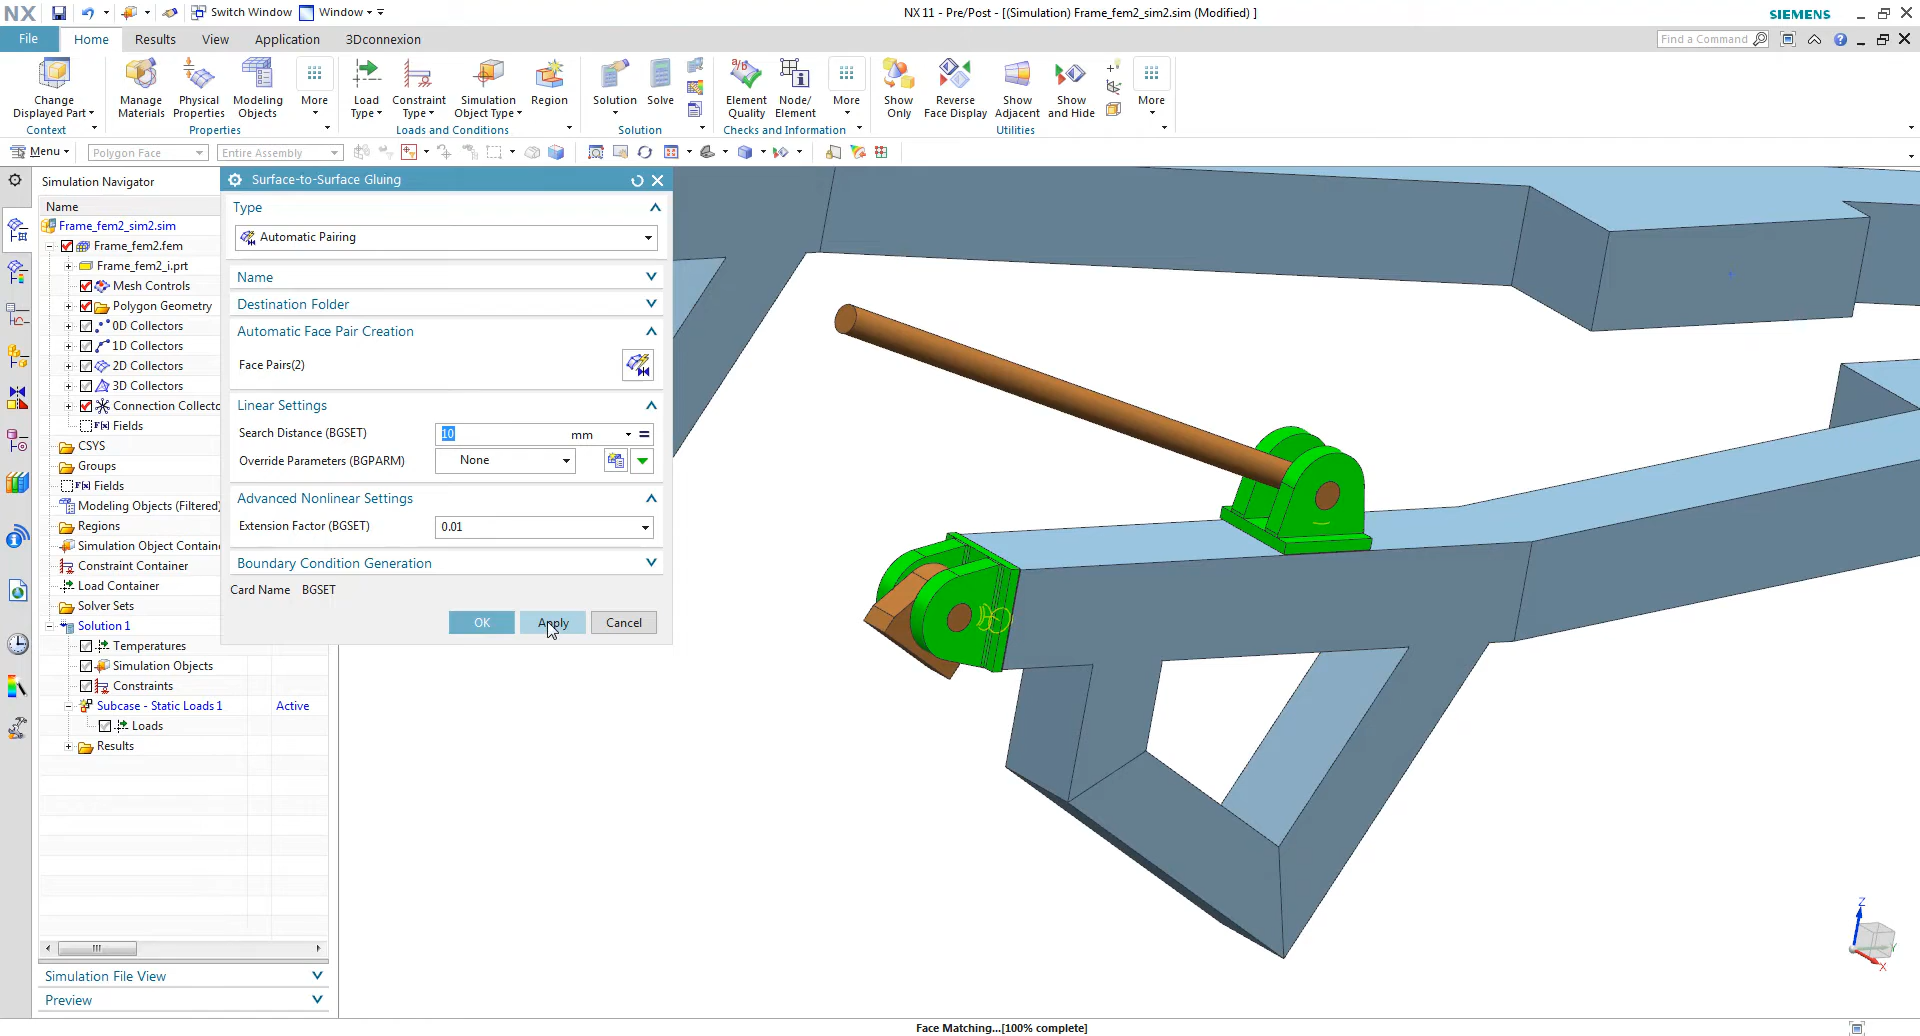 NX
Switch Window
Window
NX 11 - Pre/Post - [(Simulation) Frame_fem2_sim2.sim (Modified) ]
SIEMENS
File
Home
Results
View
Application
3Dconnexion
Find a Command
Change
Displayed Part
Manage
Materials
Physical
Properties
Modeling
Objects
More
Load
Type
Constraint
Type
Simulation
Object Type
Region
Solution
Solve
Element
Quality
Node/
Element
More
Show
Only
Reverse
Face Display
Show
Adjacent
Show
and Hide
More
Context
Properties
Loads and Conditions
Solution
Checks and Information
Utilities
Menu
Polygon Face
Entire Assembly
Simulation Navigator
Name
Frame_fem2_sim2.sim
Frame_fem2.fem
Frame_fem2_i.prt
Mesh Controls
Polygon Geometry
0D Collectors
1D Collectors
2D Collectors
3D Collectors
Connection Collecto
Fields
CSYS
Groups
Fields
Modeling Objects (Filtered)
Regions
Simulation Object Contain
Constraint Container
Load Container
Solver Sets
Solution 1
Temperatures
Simulation Objects
Constraints
Subcase - Static Loads 1
Active
Loads
Results
Simulation File View
Preview
Surface-to-Surface Gluing
Type
Automatic Pairing
Name
Destination Folder
Automatic Face Pair Creation
Face Pairs(2)
Linear Settings
Search Distance (BGSET)
10
mm
Override Parameters (BGPARM)
None
Advanced Nonlinear Settings
Extension Factor (BGSET)
0.01
Boundary Condition Generation
Card Name BGSET
OK
Apply
Cancel
Z
Y
X
Face Matching...[100% complete]